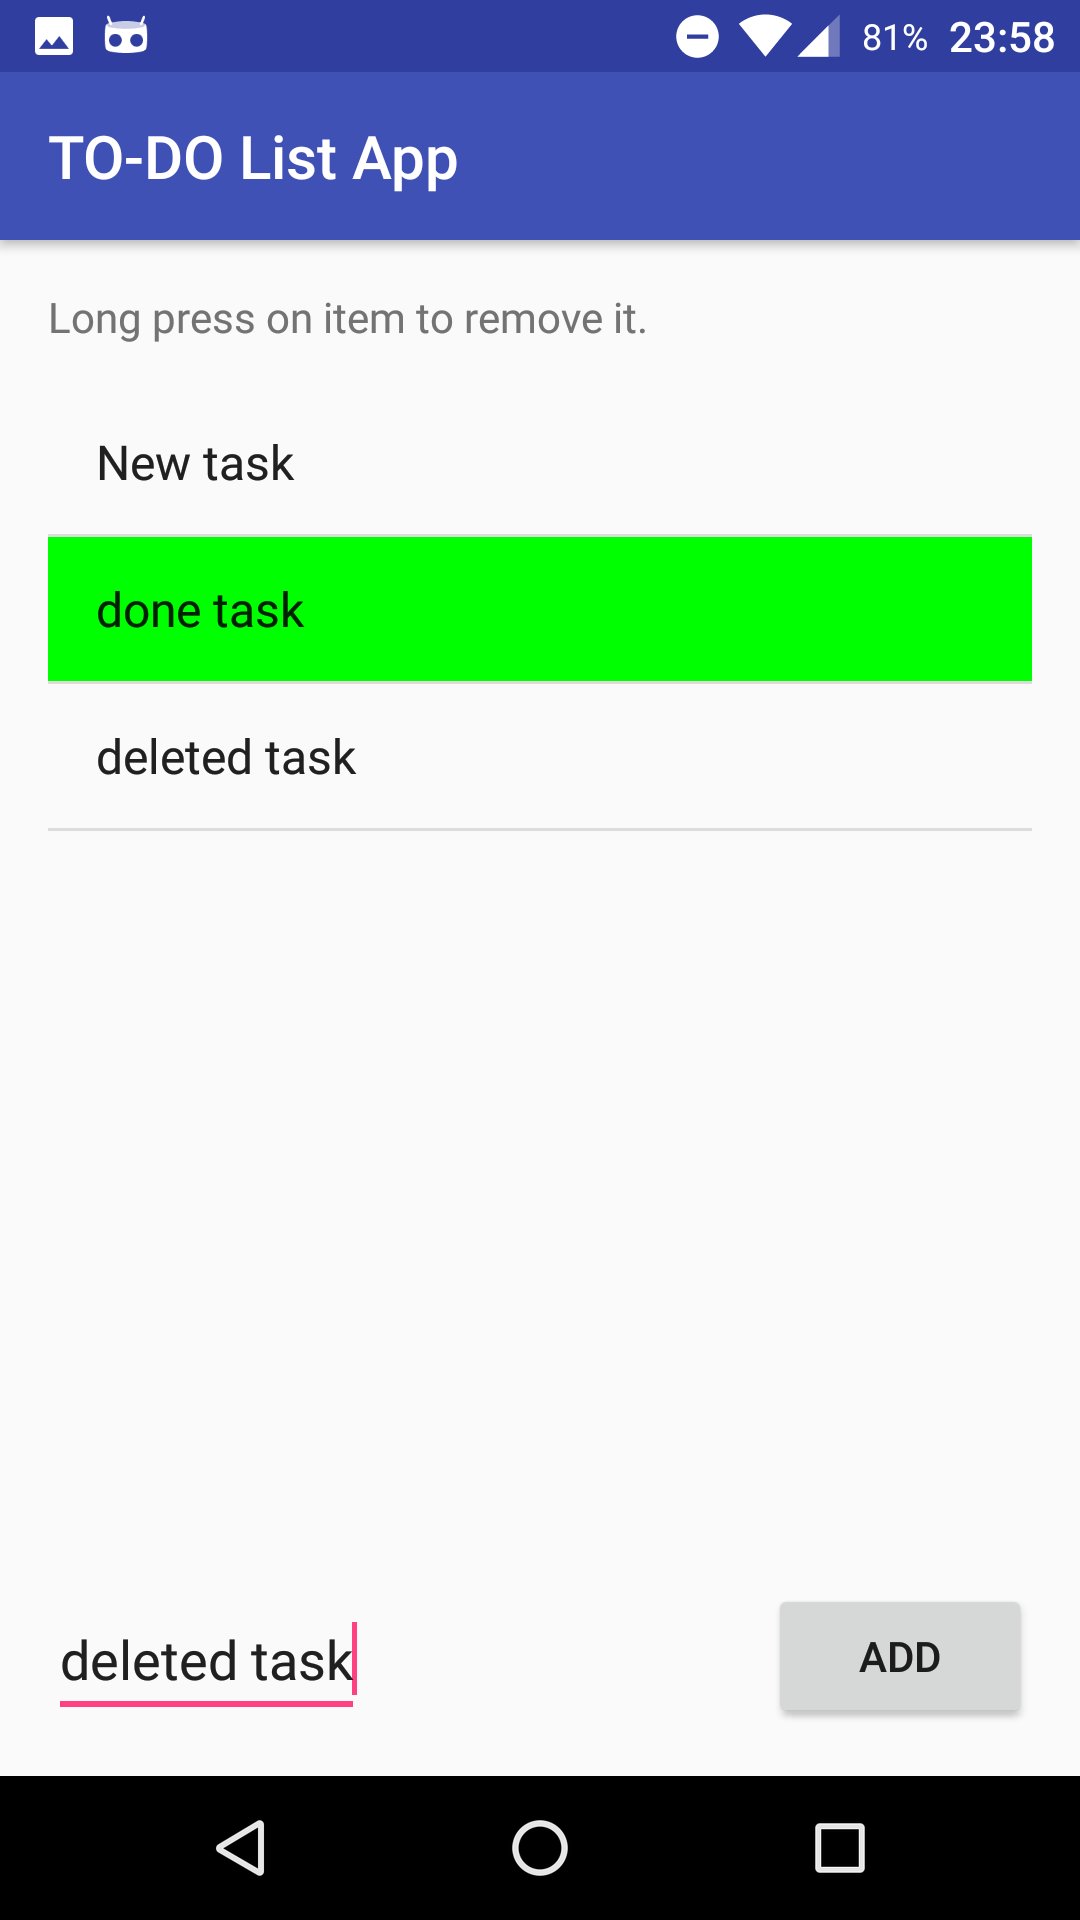 81% 23:58
TO-DO List App
Long press on item to remove it.
New task
done task
deleted task
deleted task
ADD